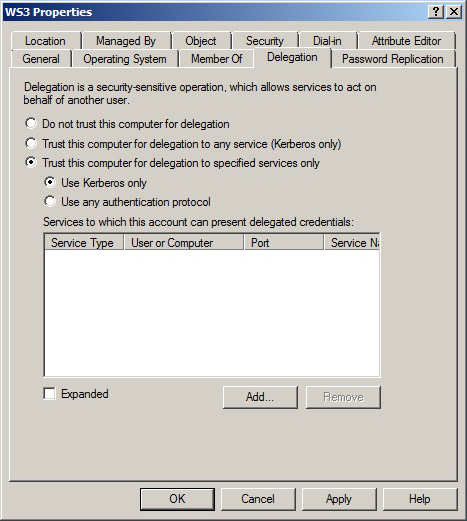 WS3 Properties
Location Managed By Object Security Dial-in Attribute Editor
General Operating System Member Of Delegation Password Replication
Delegation is a security-sensitive operation, which allows services to act on
behalf of another user.
Do not trust this computer for delegation
Trust this computer for delegation to any service (Kerberos only)
Trust this computer for delegation to specified services only
Use Kerberos only
Use any authentication protocol
Services to which this account can present delegated credentials:
Service Type User or Computer Port Service Na
Expanded Add... Remove
OK Cancel Apply Help